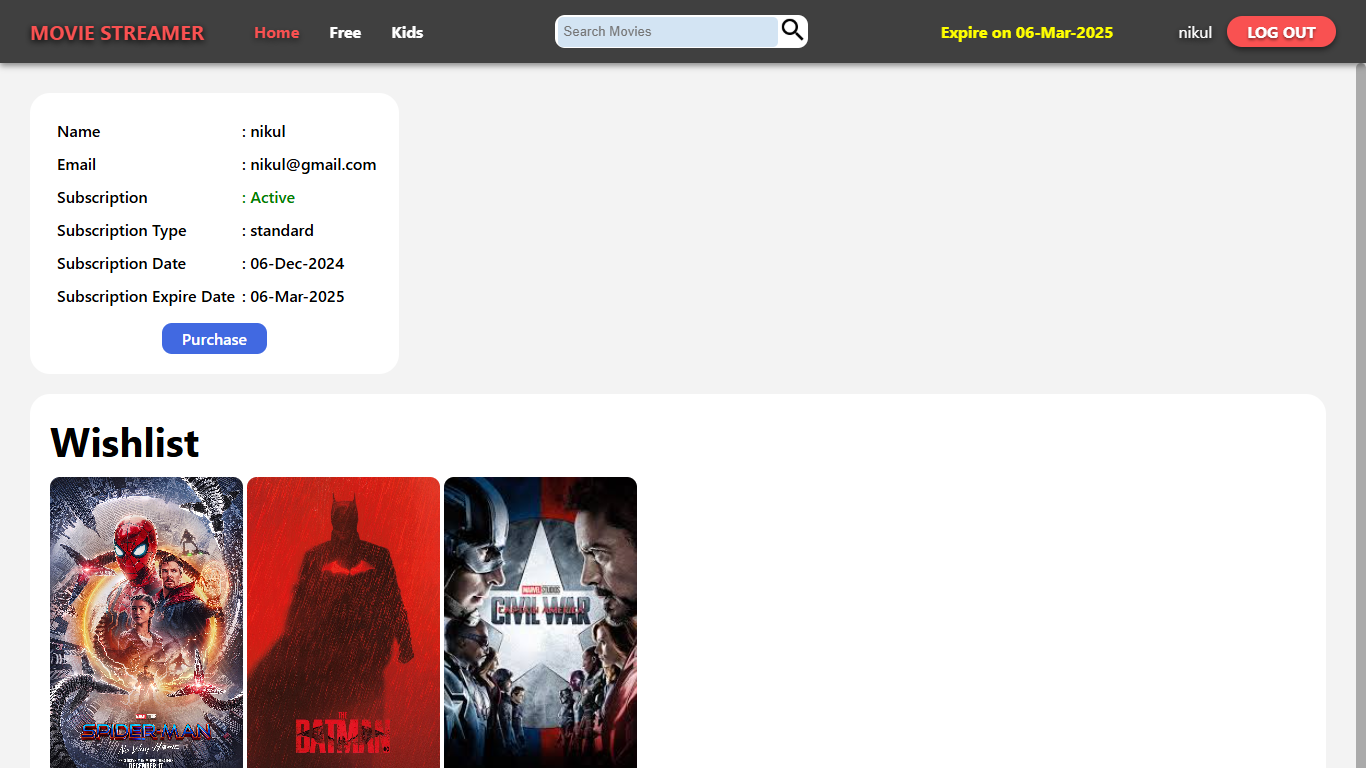 MOVIE STREAMER Home Free Kids Search Movies Expire on 06-Mar-2025 nikul LOG OUT
Name : nikul
Email : nikul@gmail.com
Subscription : Active
Subscription Type : standard
Subscription Date : 06-Dec-2024
Subscription Expire Date : 06-Mar-2025
Purchase
Wishlist
SPIDER-MAN
NO WAY HOME
DECEMBER 17
THE
BATMAN
MARVEL STUDIOS
CAPTAIN AMERICA
CIVIL WAR